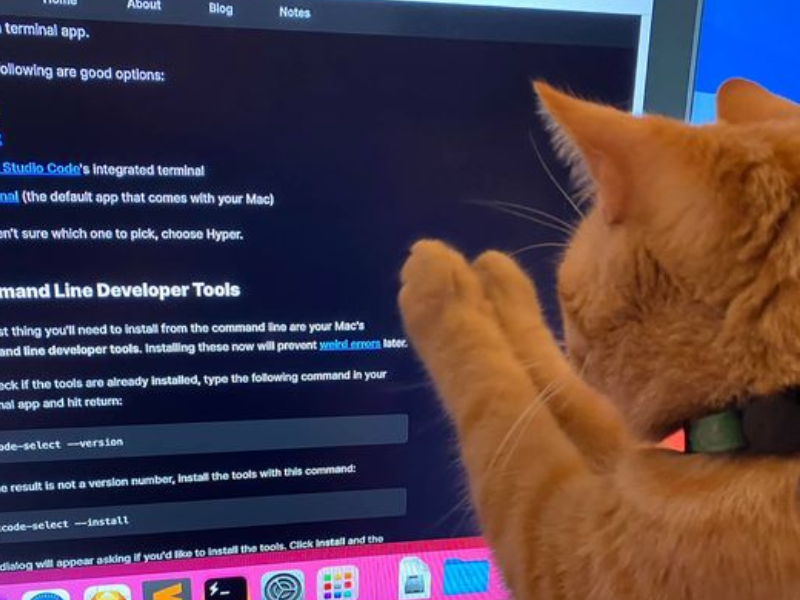 Home About Blog Notes
terminal app.
ollowing are good options:
Studio Code's integrated terminal
nal (the default app that comes with your Mac)
en't sure which one to pick, choose Hyper.
mand Line Developer Tools
st thing you'll need to install from the command line are your Mac's
and line developer tools. Installing these now will prevent weird errors later.
eck if the tools are already installed, type the following command in your
nal app and hit return:
ode-select --version
e result is not a version number, install the tools with this command:
code-select --install
dialog will appear asking if you'd like to install the tools. Click Install and the